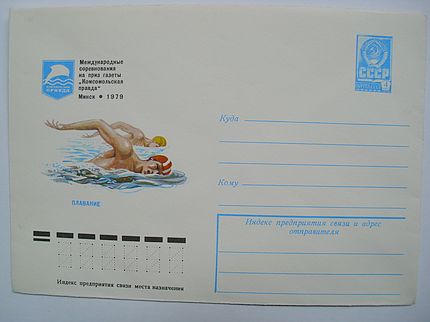 Международные
соревнования
на приз газеты
"Комсомольская
правда"
Минск • 1979
ПРАВДА
ПЛАВАНИЕ
СССР
Куда
Кому
Индекс предприятия связи и адрес
отправителя
Индекс предприятия связи места назначения